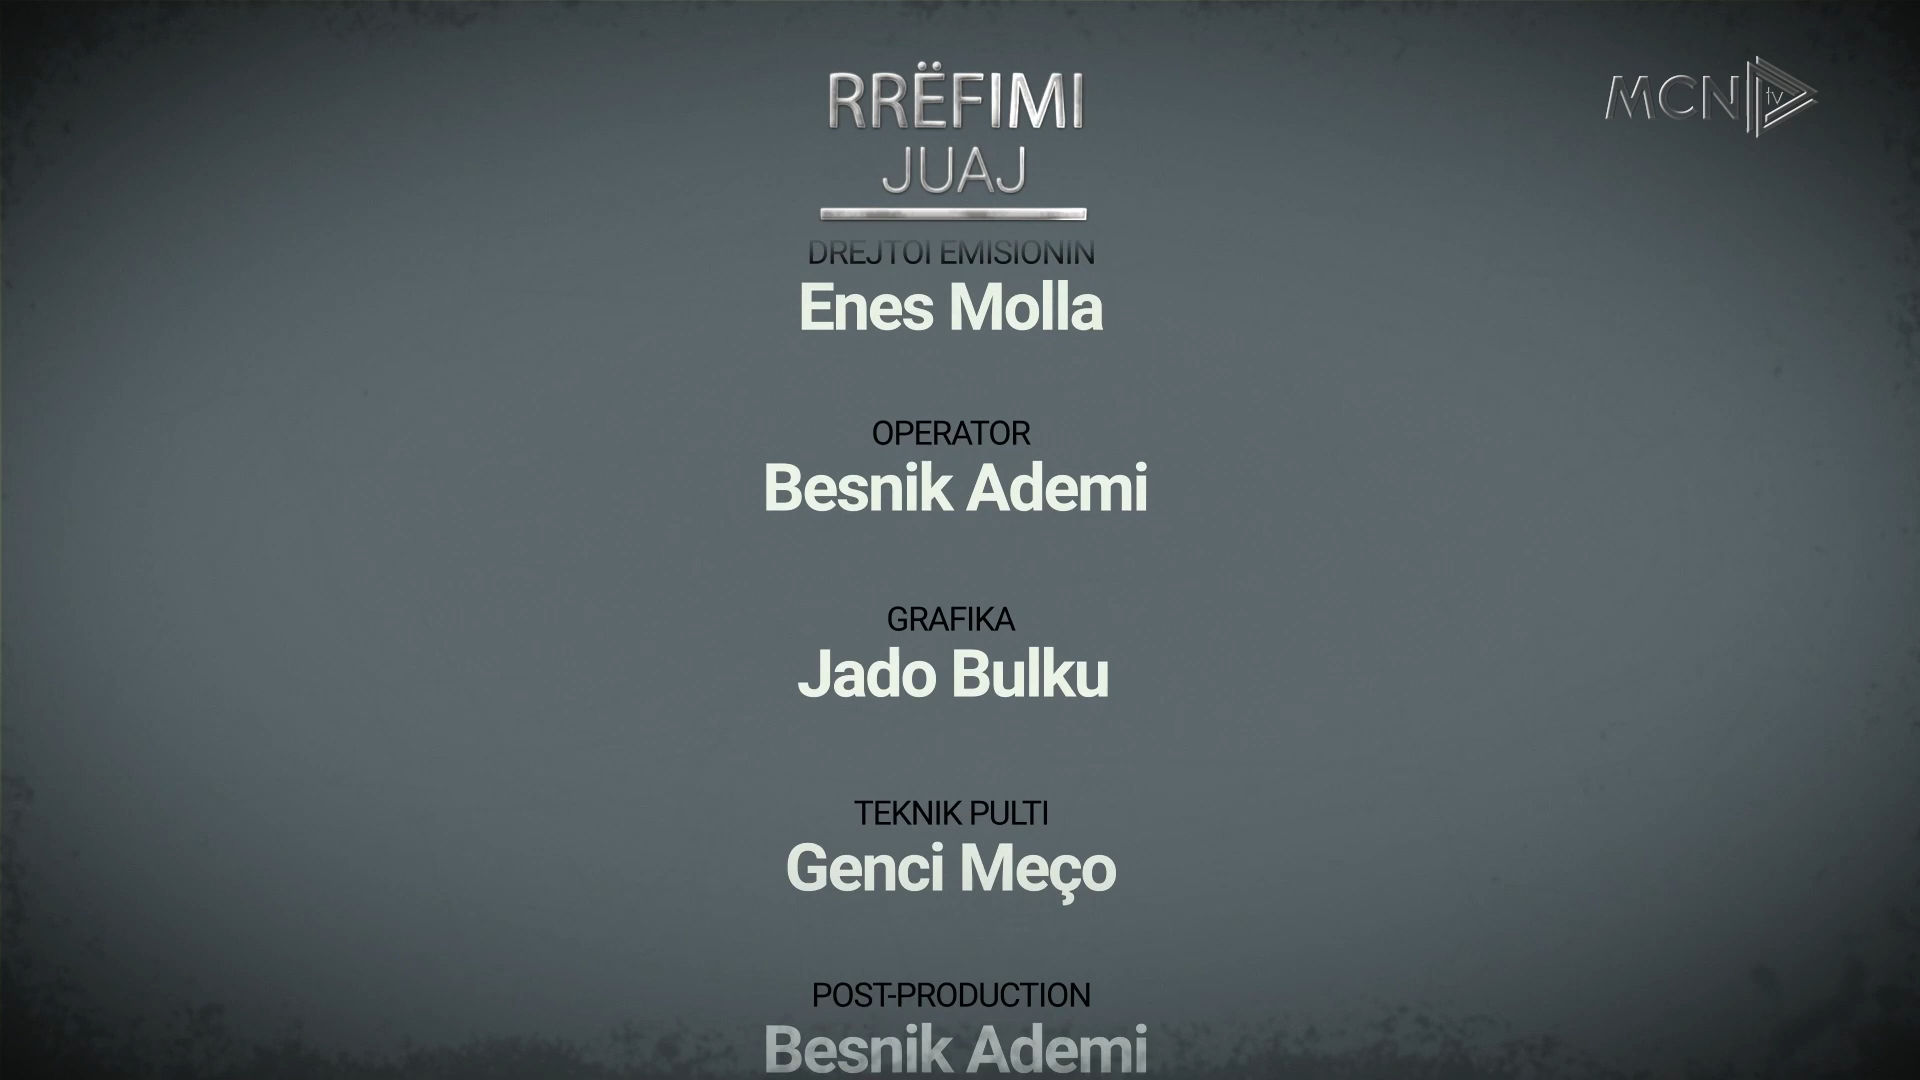 RRËFIMI
JUAJ
MCN tv
DREJTOI EMISIONIN
Enes Molla
OPERATOR
Besnik Ademi
GRAFIKA
Jado Bulku
TEKNIK PULTI
Genci Meço
POST-PRODUCTION
Besnik Ademi